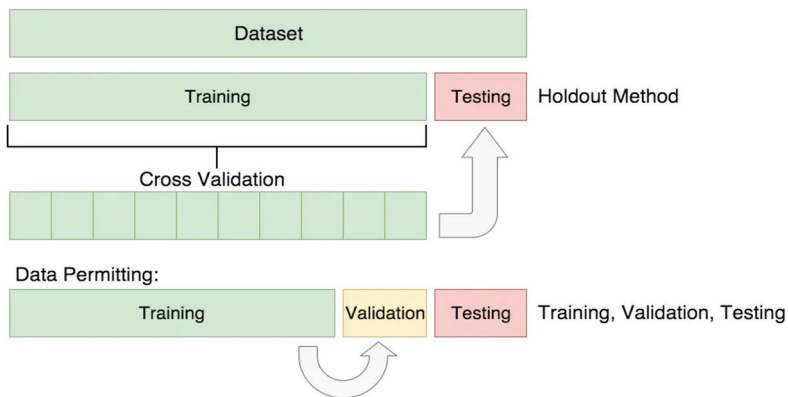 Dataset
Training
Testing
Holdout Method
Cross Validation
Data Permitting:
Training
Validation
Testing
Training, Validation, Testing